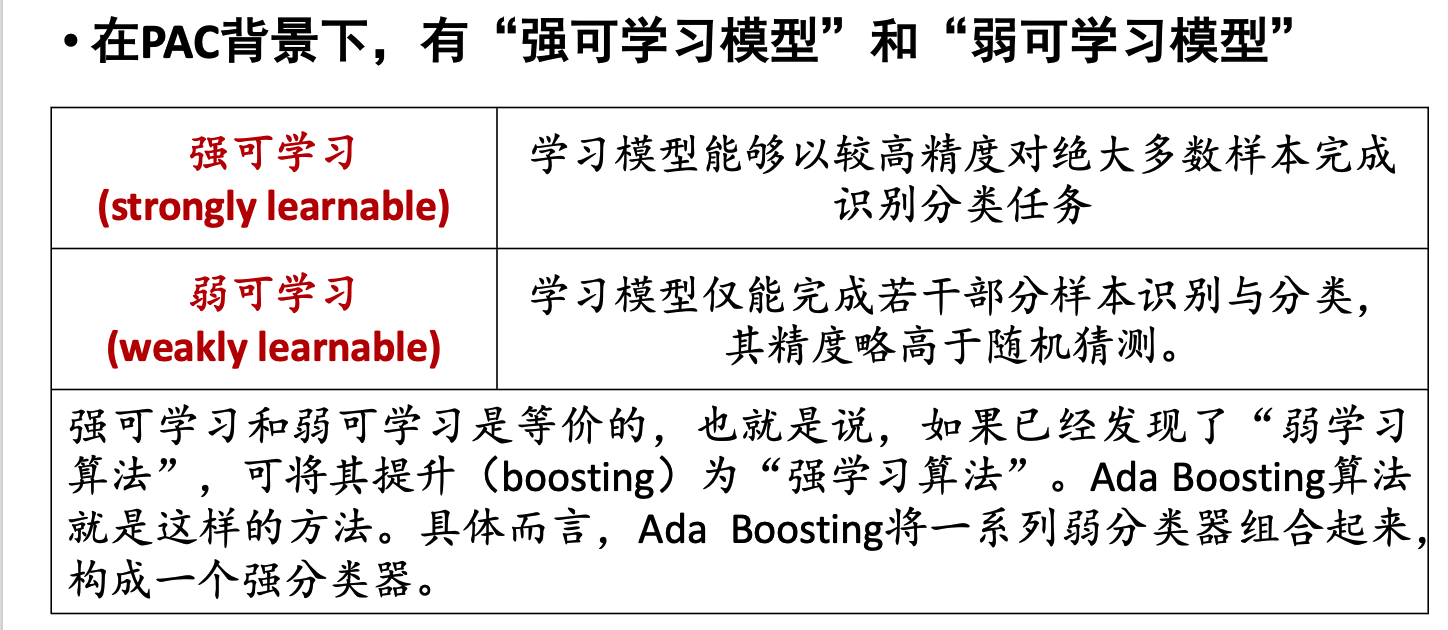 • 在PAC背景下，有“强可学习模型”和“弱可学习模型”
强可学习
(strongly learnable)
学习模型能够以较高精度对绝大多数样本完成
识别分类任务
弱可学习
(weakly learnable)
学习模型仅能完成若干部分样本识别与分类，
其精度略高于随机猜测。
强可学习和弱可学习是等价的，也就是说，如果已经发现了“弱学习
算法”，可将其提升（boosting）为“强学习算法”。Ada Boosting算法
就是这样的方法。具体而言，Ada Boosting将一系列弱分类器组合起来，
构成一个强分类器。